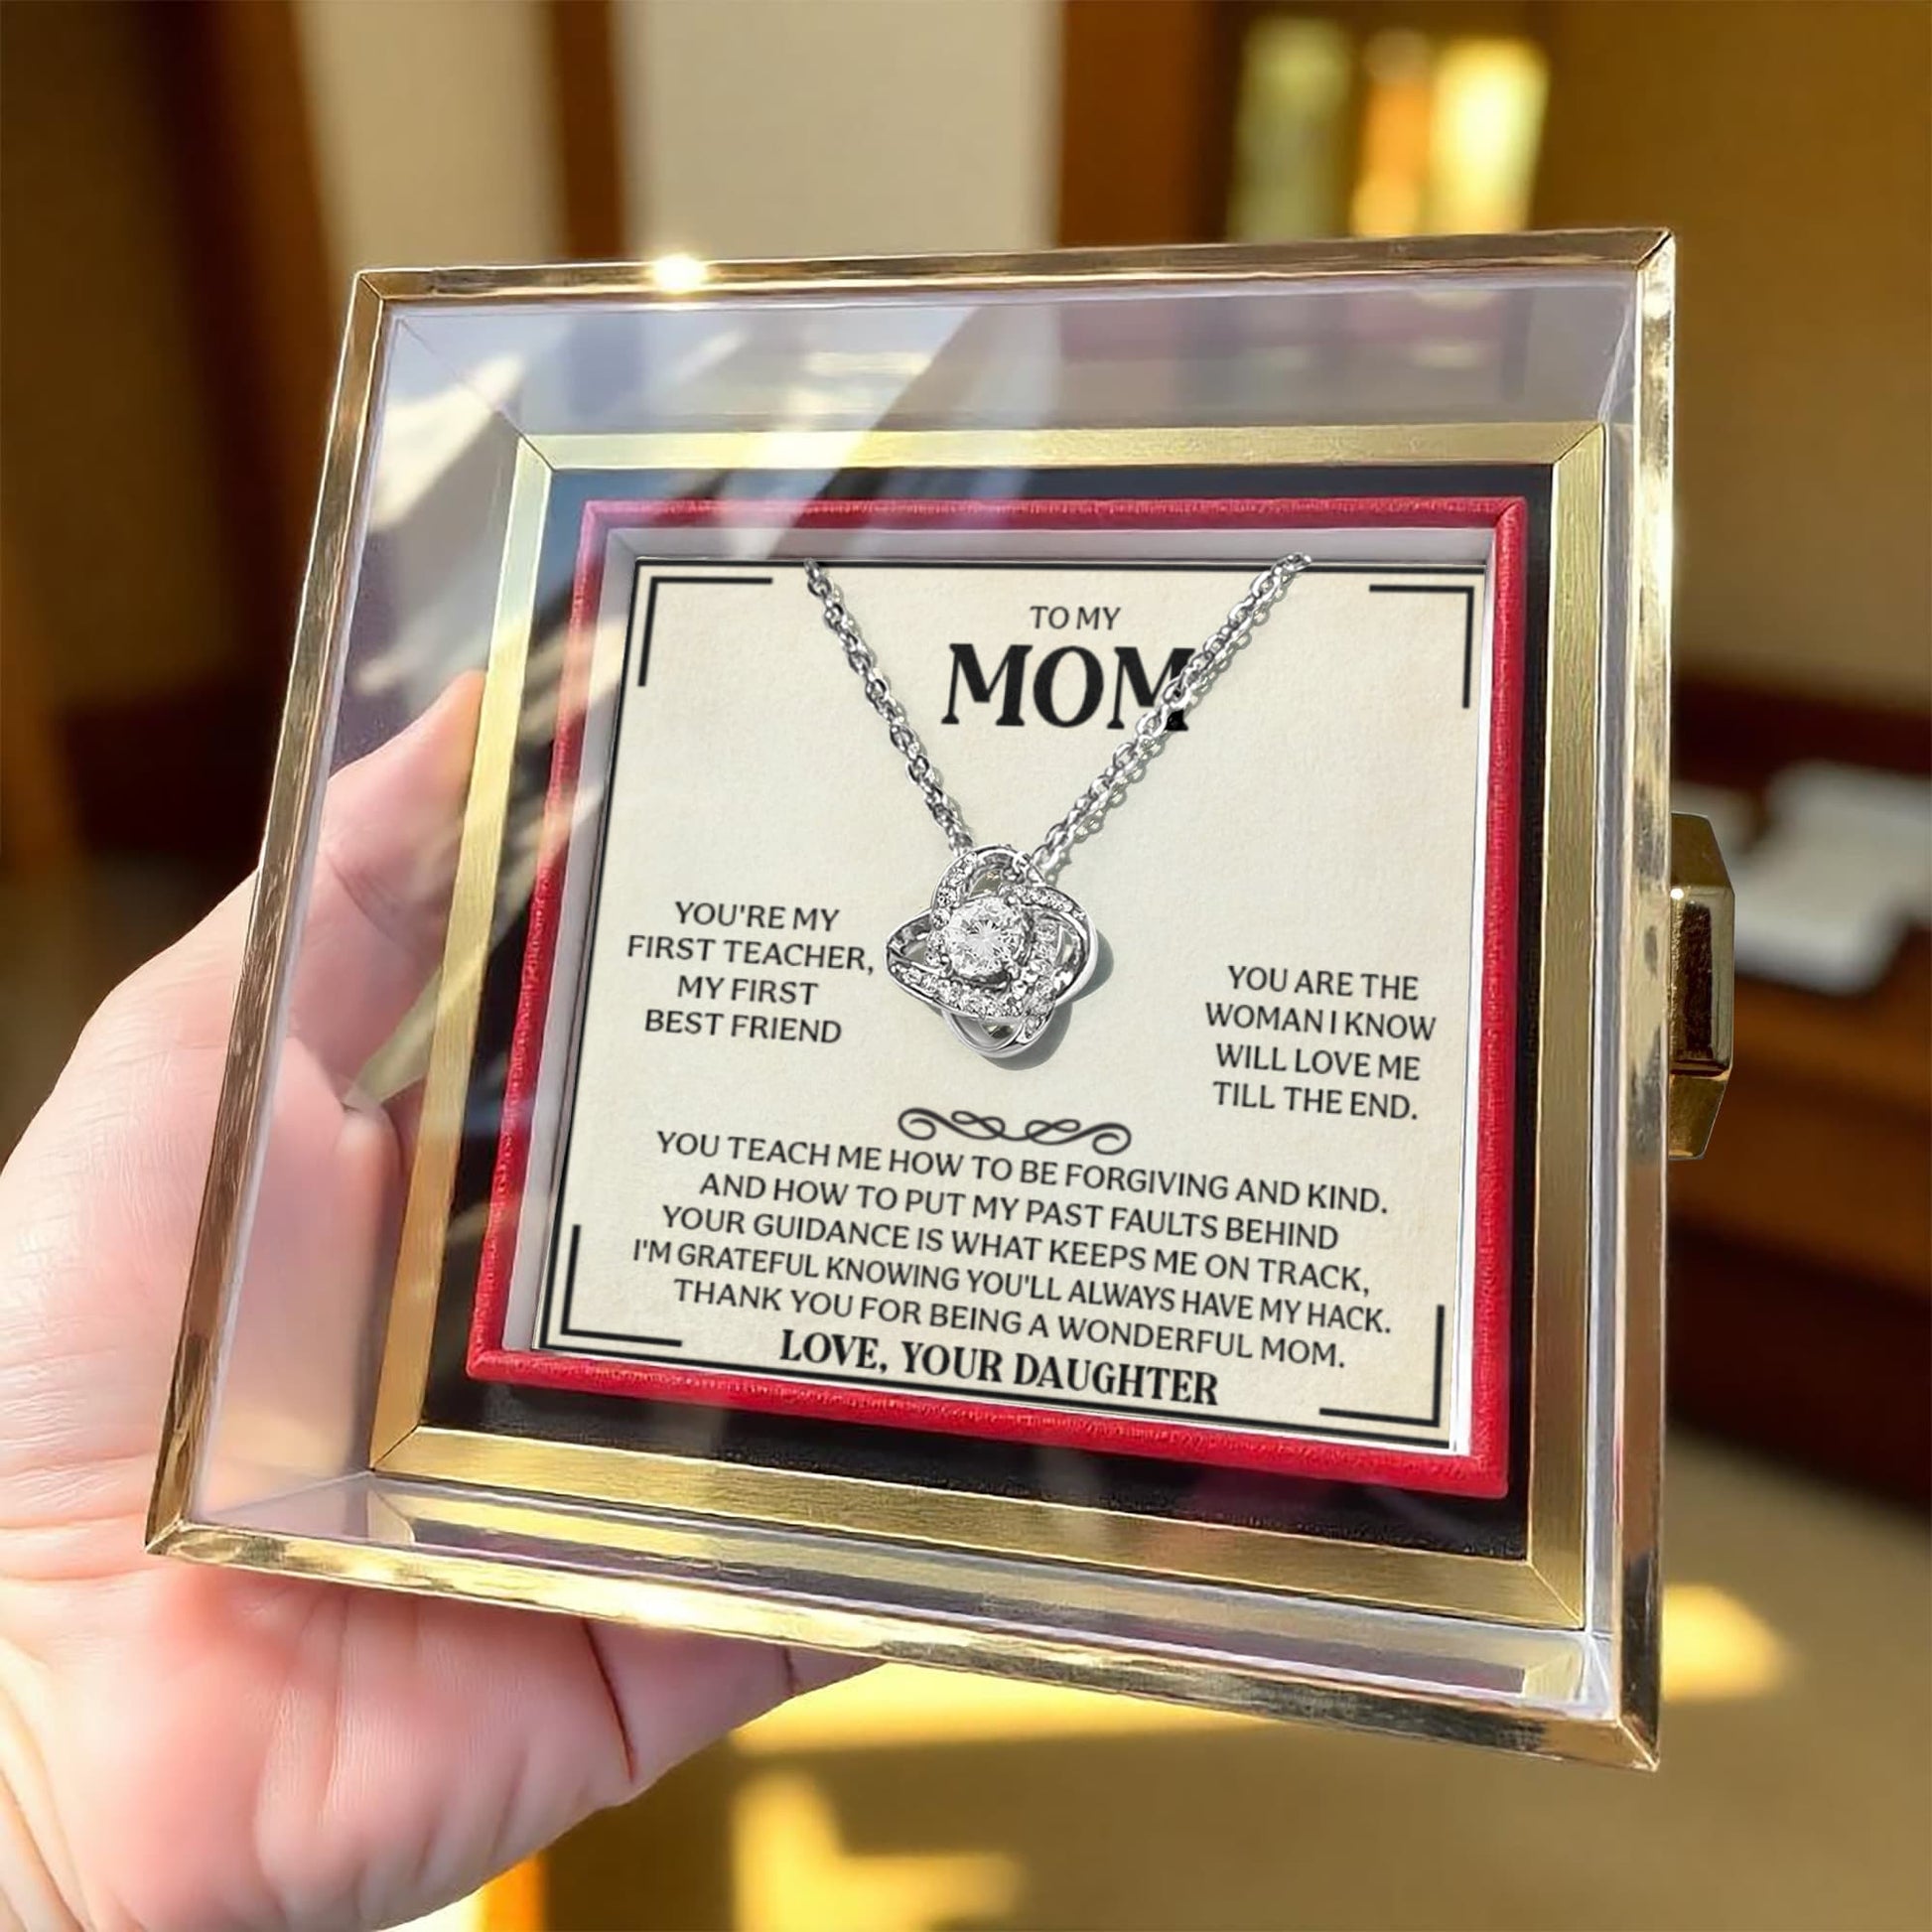 TO MY
MOM
YOU'RE MY
FIRST TEACHER,
MY FIRST
BEST FRIEND
YOU ARE THE
WOMAN I KNOW
WILL LOVE ME
TILL THE END.
YOU TEACH ME HOW TO BE FORGIVING AND KIND.
AND HOW TO PUT MY PAST FAULTS BEHIND
YOUR GUIDANCE IS WHAT KEEPS ME ON TRACK,
I'M GRATEFUL KNOWING YOU'LL ALWAYS HAVE MY HACK.
THANK YOU FOR BEING A WONDERFUL MOM.
LOVE, YOUR DAUGHTER